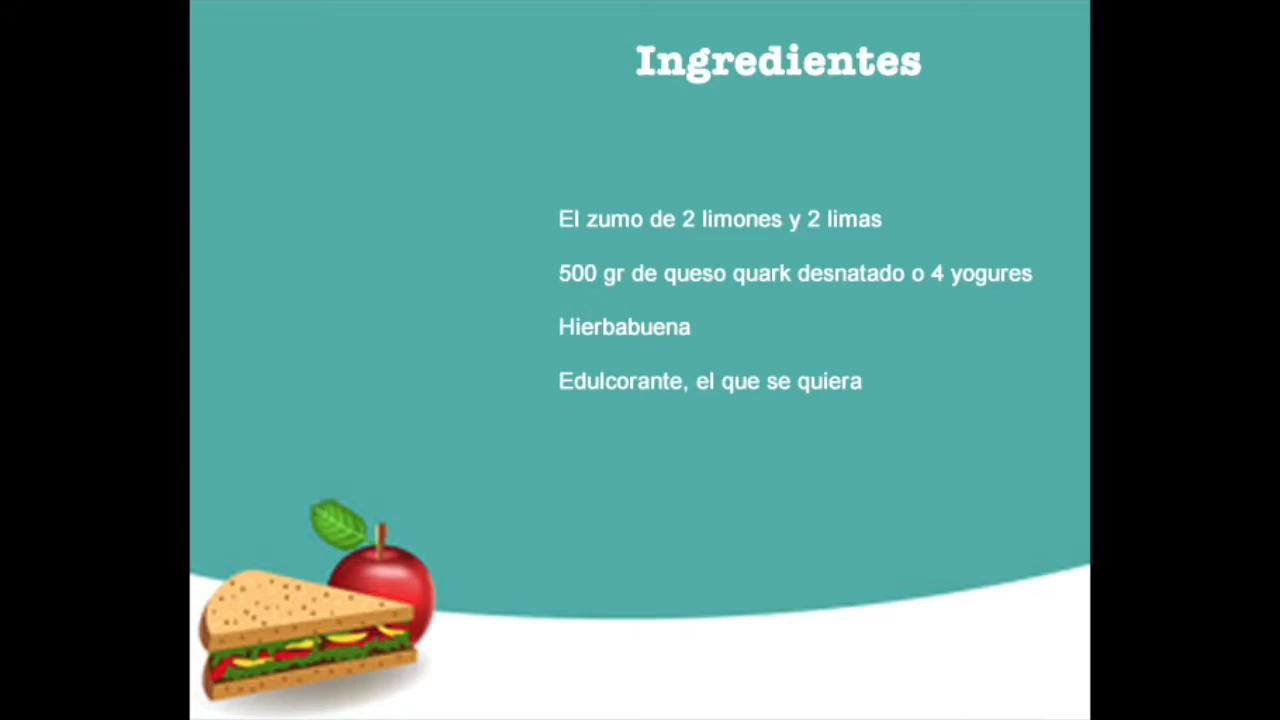 Ingredientes
El zumo de 2 limones y 2 limas
500 gr de queso quark desnatado o 4 yogures
Hierbabuena
Edulcorante, el que se quiera